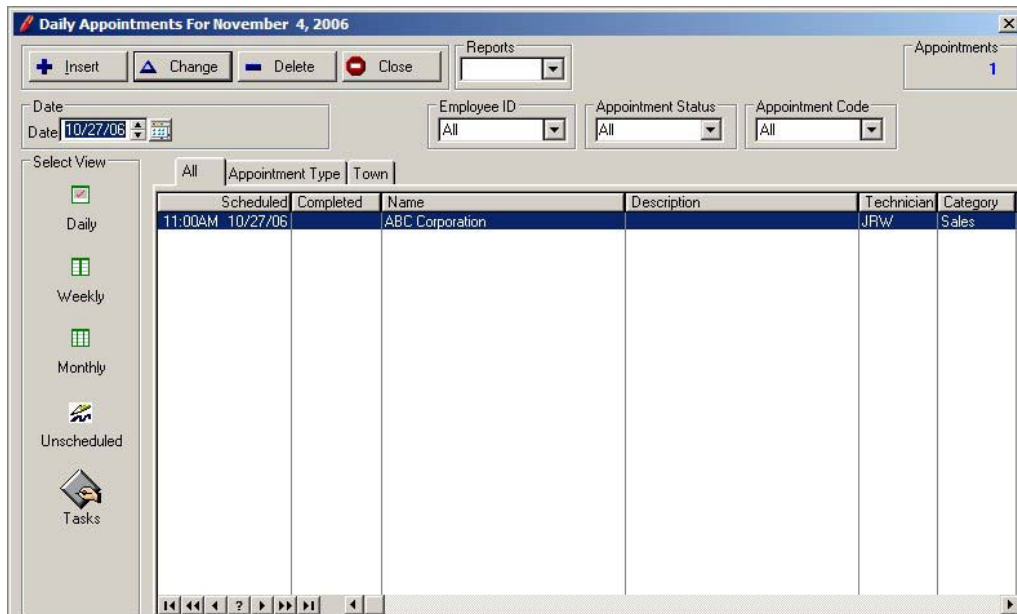 Daily Appointments For November 4, 2006
Insert Change Delete Close
Reports
Appointments
1
Date
Date 10/27/06
Employee ID
All
Appointment Status
All
Appointment Code
All
Select View
Daily
Weekly
Monthly
Unscheduled
Tasks
All Appointment Type Town
Scheduled Completed Name Description Technician Category
11:00AM 10/27/06 ABC Corporation JRW Sales
?